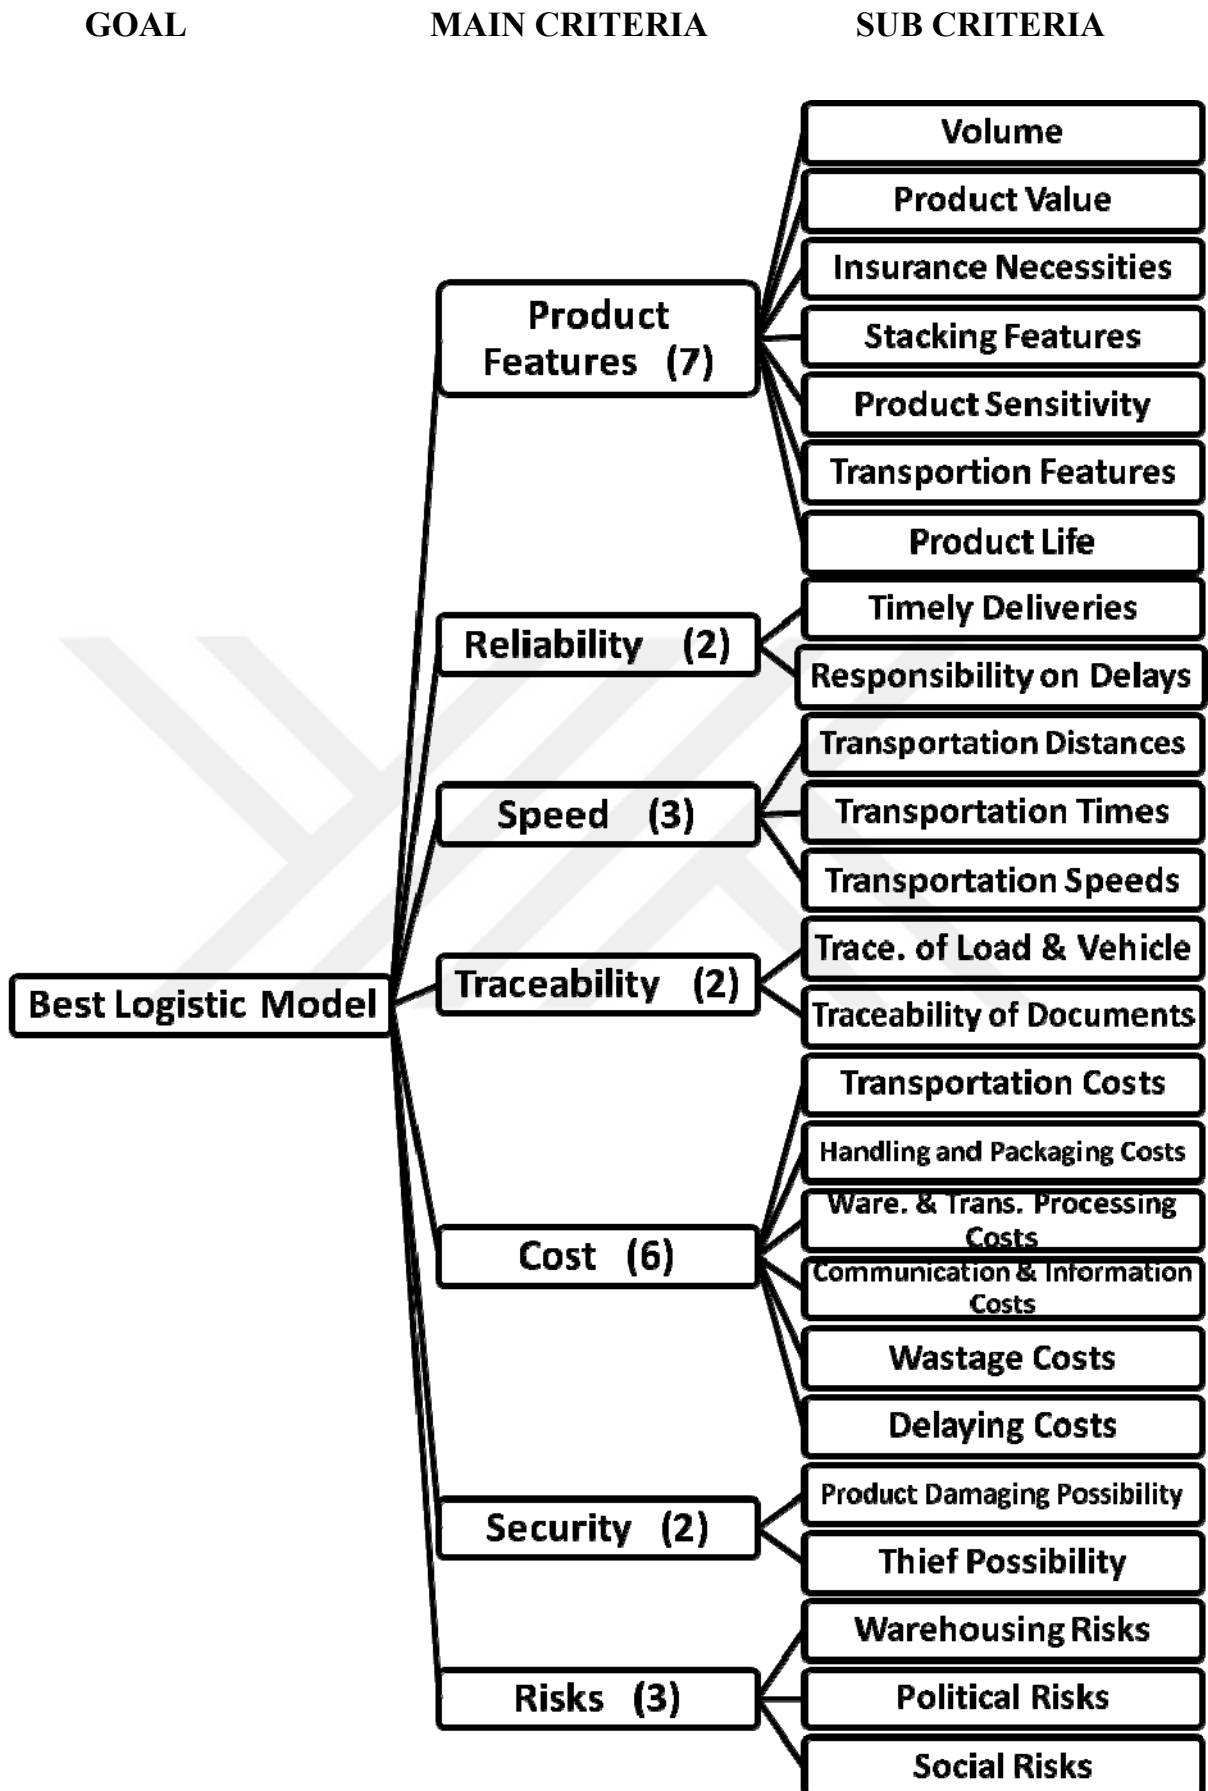 GOAL MAIN CRITERIA SUB CRITERIA
Volume
Product Value
Insurance Necessities
Product
Features (7)
Stacking Features
Product Sensitivity
Transportion Features
Product Life
Reliability (2)
Timely Deliveries
Responsibility on Delays
Speed (3)
Transportation Distances
Transportation Times
Transportation Speeds
Best Logistic Model
Traceability (2)
Trace. of Load & Vehicle
Traceability of Documents
Cost (6)
Transportation Costs
Handling and Packaging Costs
Ware. & Trans. Processing
Costs
Communication & Information
Costs
Wastage Costs
Delaying Costs
Security (2)
Product Damaging Possibility
Thief Possibility
Risks (3)
Warehousing Risks
Political Risks
Social Risks